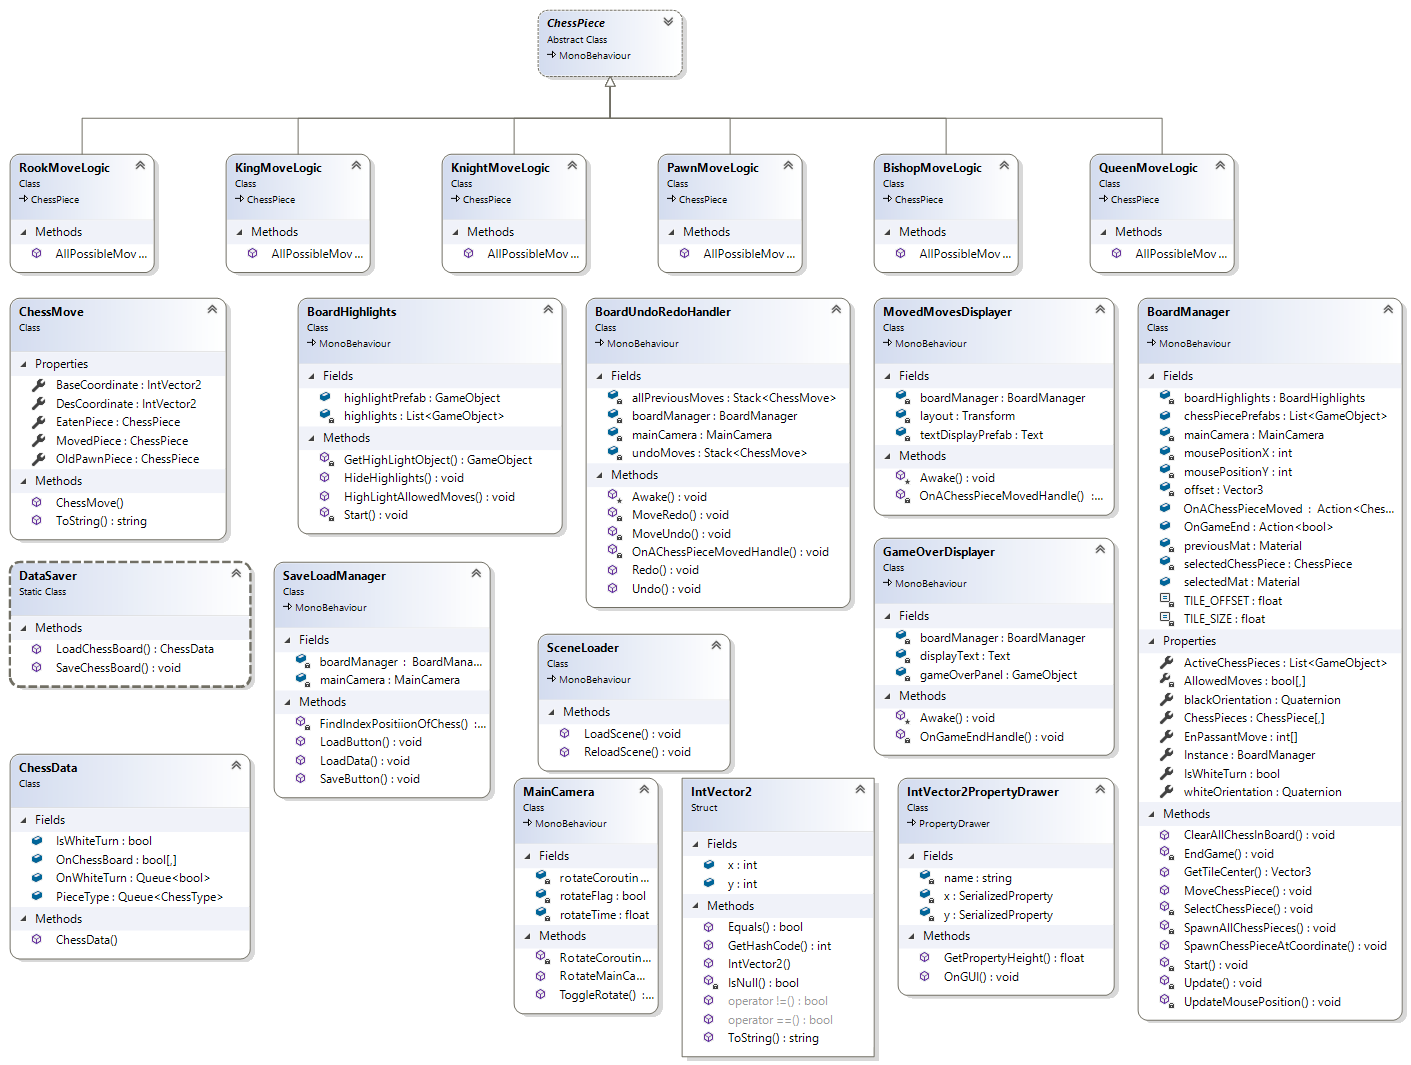 ChessPiece
Abstract Class
MonoBehaviour
RookMoveLogic
Class
ChessPiece
Methods
AllPossibleMov ...
KingMoveLogic
Class
ChessPiece
Methods
AllPossibleMov ...
KnightMoveLogic
Class
ChessPiece
Methods
AllPossibleMov ...
PawnMoveLogic
Class
ChessPiece
Methods
AllPossibleMov ...
BishopMoveLogic
Class
ChessPiece
Methods
AllPossibleMov ...
QueenMoveLogic
Class
ChessPiece
Methods
AllPossibleMov ...
ChessMove
Class
Properties
BaseCoordinate : IntVector2
DesCoordinate : IntVector2
EatenPiece : ChessPiece
MovedPiece : ChessPiece
OldPawnPiece : ChessPiece
Methods
ChessMove()
ToString() : string
BoardHighlights
Class
MonoBehaviour
Fields
highlightPrefab : GameObject
highlights : List<GameObject>
Methods
GetHighLightObject() : GameObject
HideHighlights() : void
HighLightAllowedMoves() : void
Start() : void
BoardUndoRedoHandler
Class
MonoBehaviour
Fields
allPreviousMoves : Stack<ChessMove>
boardManager : BoardManager
mainCamera : MainCamera
undoMoves : Stack<ChessMove>
Methods
Awake() : void
MoveRedo() : void
MoveUndo() : void
OnAChessPieceMovedHandle() : void
Redo() : void
Undo() : void
MovedMovesDisplayer
Class
MonoBehaviour
Fields
boardManager : BoardManager
layout : Transform
textDisplayPrefab : Text
Methods
Awake() : void
OnAChessPieceMovedHandle() :...
BoardManager
Class
MonoBehaviour
Fields
boardHighlights : BoardHighlights
chessPiecePrefabs : List<GameObject>
mainCamera : MainCamera
mousePositionX : int
mousePositionY : int
offset : Vector3
OnAChessPieceMoved : Action<Ches...
OnGameEnd : Action<bool>
previousMat : Material
selectedChessPiece : ChessPiece
selectedMat : Material
TILE_OFFSET : float
TILE_SIZE : float
Properties
ActiveChessPieces : List<GameObject>
AllowedMoves : bool[,]
blackOrientation : Quaternion
ChessPieces : ChessPiece[,]
EnPassantMove : int[]
Instance : BoardManager
IsWhiteTurn : bool
whiteOrientation : Quaternion
Methods
ClearAllChessInBoard() : void
EndGame() : void
GetTileCenter() : Vector3
MoveChessPiece() : void
SelectChessPiece() : void
SpawnAllChessPieces() : void
SpawnChessPieceAtCoordinate() : void
Start() : void
Update() : void
UpdateMousePosition() : void
DataSaver
Static Class
Methods
LoadChessBoard() : ChessData
SaveChessBoard() : void
SaveLoadManager
Class
MonoBehaviour
Fields
boardManager : BoardMana...
mainCamera : MainCamera
Methods
FindIndexPositiionOfChess() :...
LoadButton() : void
LoadData() : void
SaveButton() : void
SceneLoader
Class
MonoBehaviour
Methods
LoadScene() : void
ReloadScene() : void
GameOverDisplayer
Class
MonoBehaviour
Fields
boardManager : BoardManager
displayText : Text
gameOverPanel : GameObject
Methods
Awake() : void
OnGameEndHandle() : void
ChessData
Class
Fields
IsWhiteTurn : bool
OnChessBoard : bool[,]
OnWhiteTurn : Queue<bool>
PieceType : Queue<ChessType>
Methods
ChessData()
MainCamera
Class
MonoBehaviour
Fields
rotateCoroutin...
rotateFlag : bool
rotateTime : float
Methods
RotateCoroutin...
RotateMainCa...
ToggleRotate() :...
IntVector2
Struct
Fields
x : int
y : int
Methods
Equals() : bool
GetHashCode() : int
IntVector2()
IsNull() : bool
operator !=() : bool
operator ==() : bool
ToString() : string
IntVector2PropertyDrawer
Class
PropertyDrawer
Fields
name : string
x : SerializedProperty
y : SerializedProperty
Methods
GetPropertyHeight() : float
OnGUI() : void